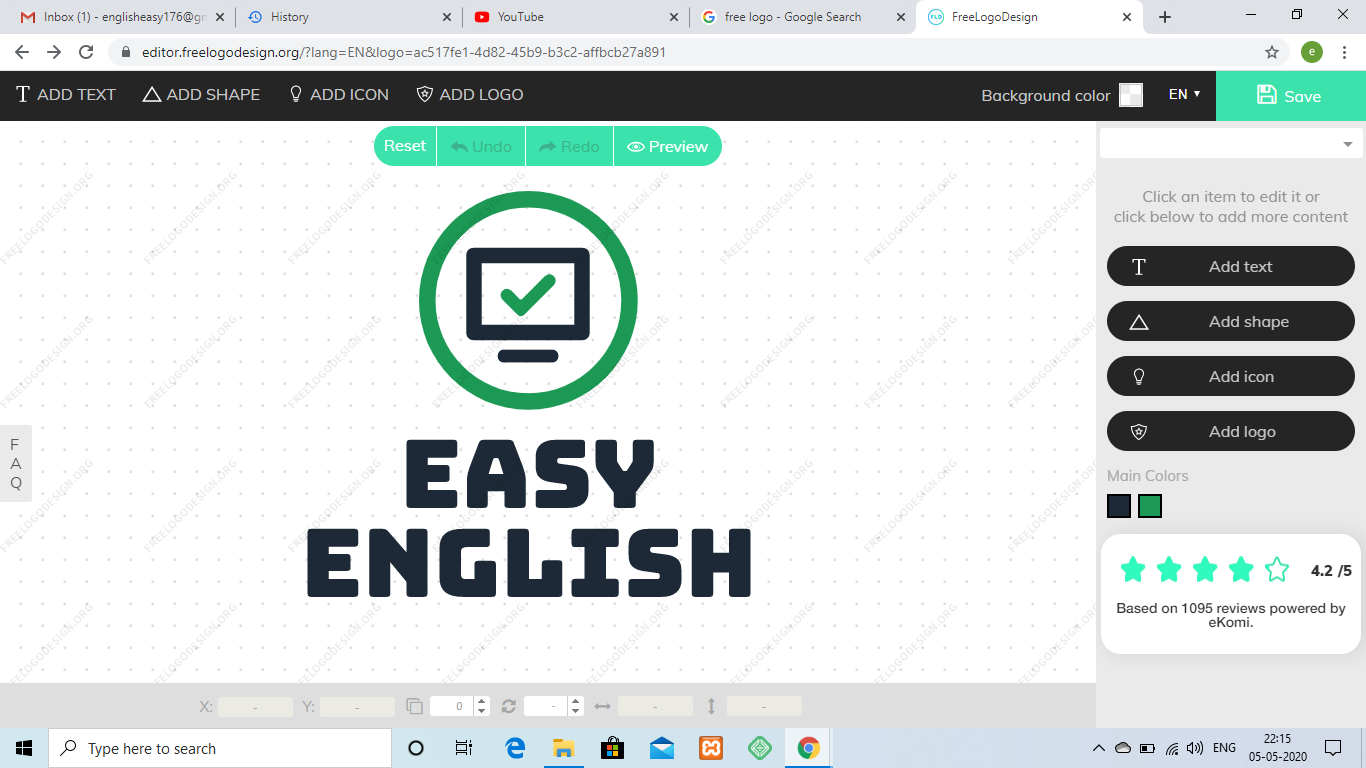 Inbox (1) - englisheasy176@gm
History
YouTube
free logo - Google Search
FreeLogoDesign
editor.freelogodesign.org/?lang=EN&logo=ac517fe1-4d82-45b9-b3c2-affbcb27a891
e
T ADD TEXT
ADD SHAPE
ADD ICON
ADD LOGO
Background color
EN
Save
Reset
Undo
Redo
Preview
FREELOGODESIGN.ORG
EASY
ENGLISH
F
A
Q
Click an item to edit it or
click below to add more content
T Add text
Add shape
Add icon
Add logo
Main Colors
4.2 /5
Based on 1095 reviews powered by
eKomi.
X: - Y: - 0 - - -
Type here to search
ENG
22:15
05-05-2020